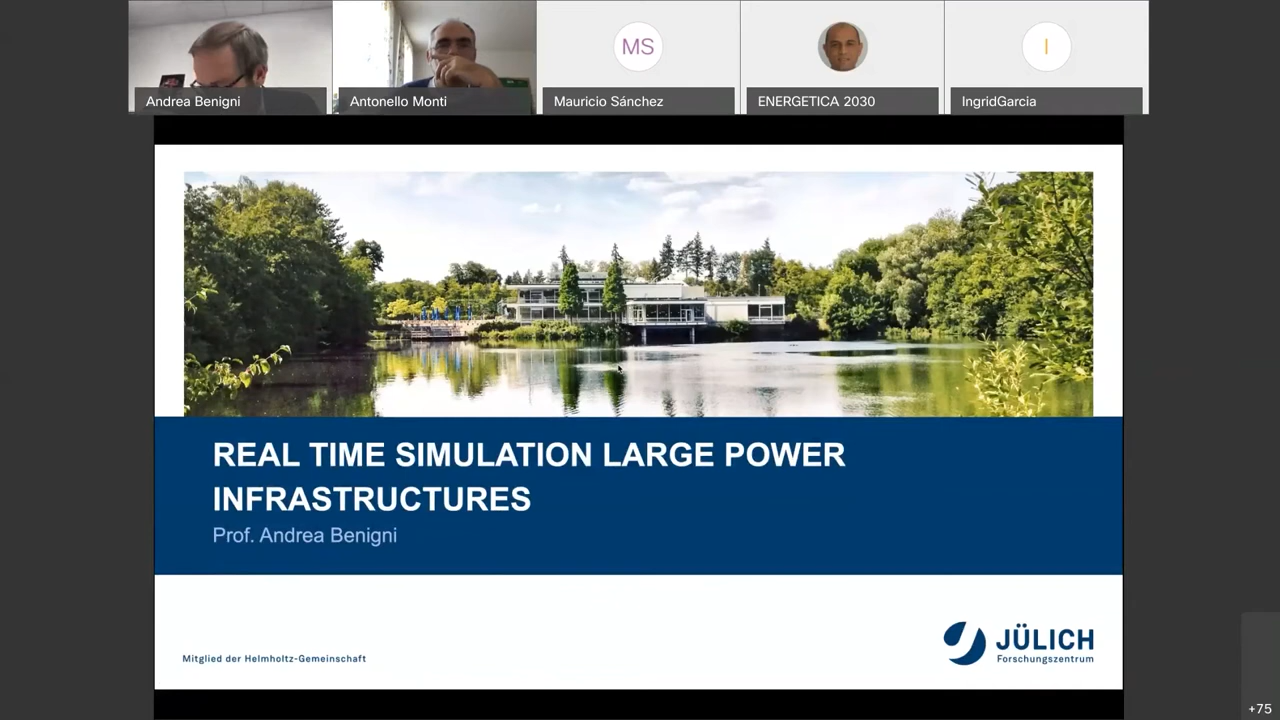 Andrea Benigni
Antonello Monti
MS
Mauricio Sánchez
ENERGETICA 2030
I
IngridGarcia
REAL TIME SIMULATION LARGE POWER
INFRASTRUCTURES
Prof. Andrea Benigni
Mitglied der Helmholtz-Gemeinschaft
JÜLICH
Forschungszentrum
+75